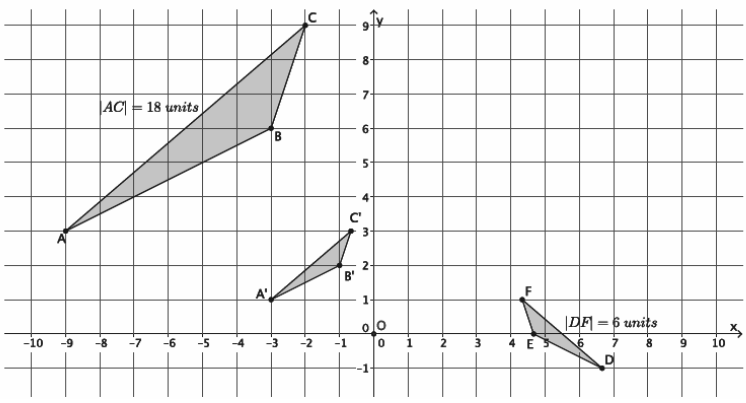 C
9 y
8
|AC| = 18 units
7
6
B
5
4
A
C'
3
2
B'
A'
F
1
|DF| = 6 units
0 O
x
-10 -9 -8 -7 -6 -5 -4 -3 -2 -1 0 1 2 3 4 5 6 7 8 9 10
E
D
-1